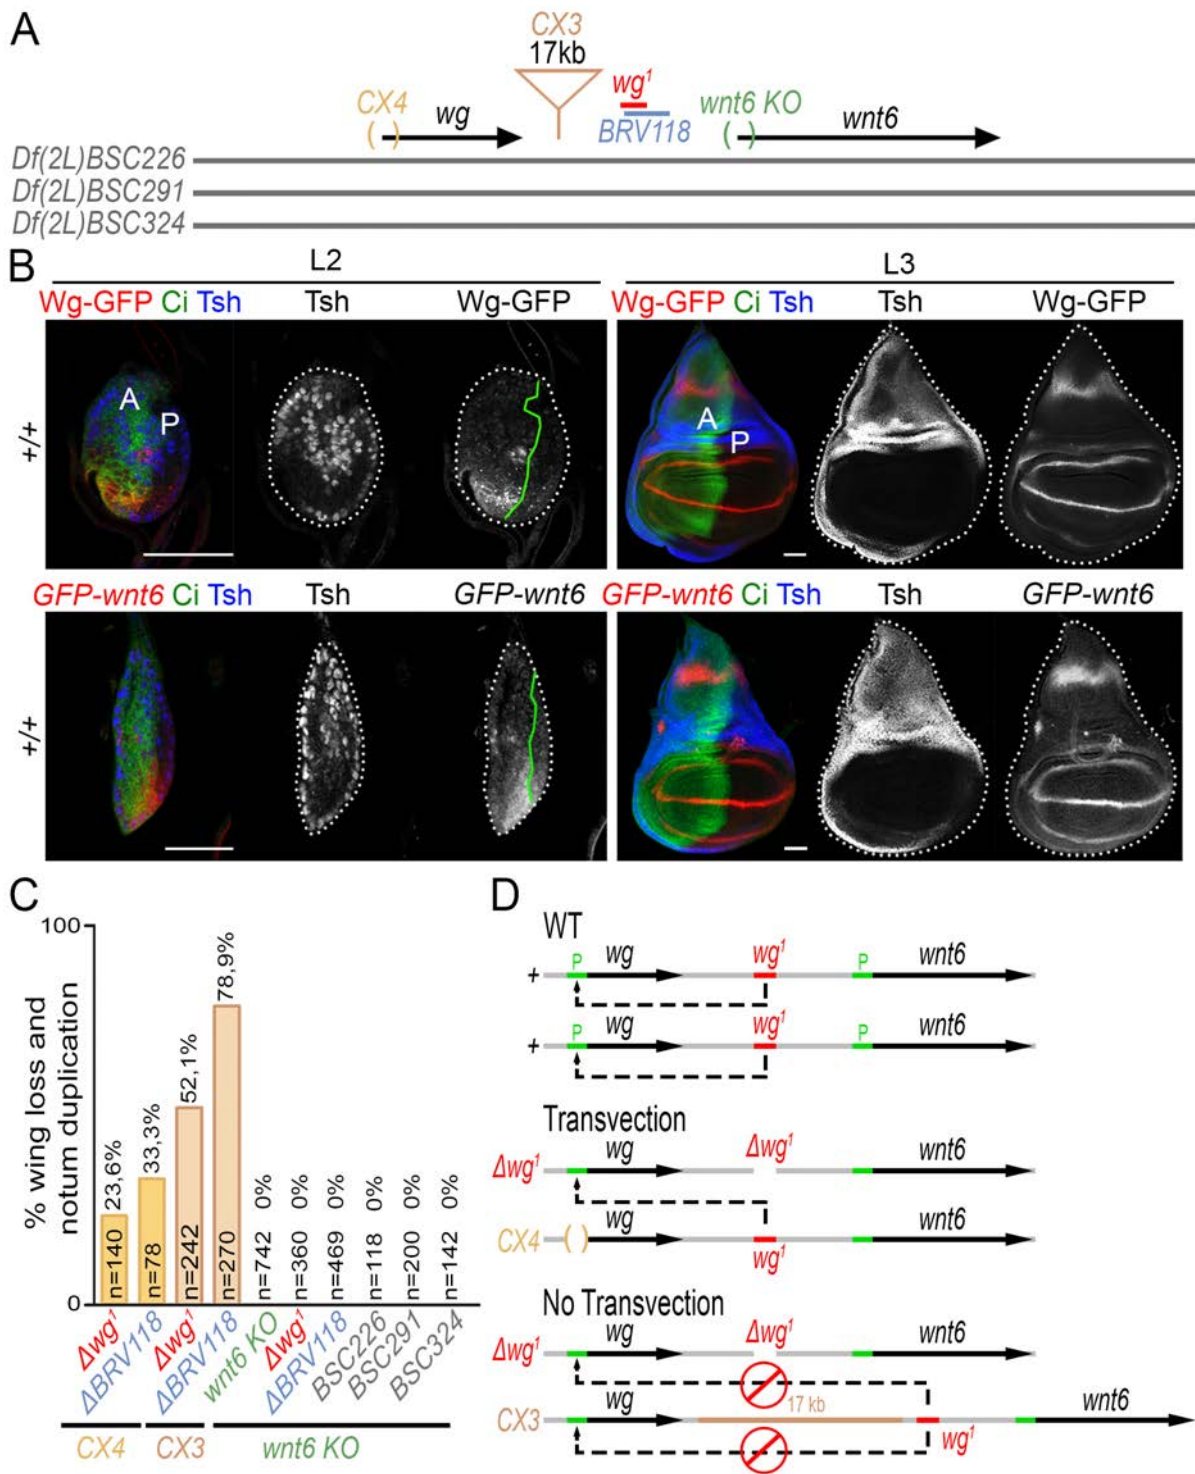 A
CX3
17kb
wg¹
CX4
wg
BRV118
wnt6 KO
wnt6
( )
( )
Df(2L)BSC226
Df(2L)BSC291
Df(2L)BSC324
B
L2
L3
Wg-GFP Ci Tsh
Tsh
Wg-GFP
Wg-GFP Ci Tsh
Tsh
Wg-GFP
+/+
A
P
A
P
GFP-wnt6 Ci Tsh
Tsh
GFP-wnt6
GFP-wnt6 Ci Tsh
Tsh
GFP-wnt6
+/+
C
% wing loss and
notum duplication
100
0
n=140 23,6%
n=78 33,3%
n=242 52,1%
n=270 78,9%
n=742 0%
n=360 0%
n=469 0%
n=118 0%
n=200 0%
n=142 0%
Δwg¹
ΔBRV118
Δwg¹
ΔBRV118
wnt6 KO
Δwg¹
ΔBRV118
BSC226
BSC291
BSC324
CX4
CX3
wnt6 KO
D
WT
+
P
wg
wg¹
P
wnt6
+
P
wg
wg¹
P
wnt6
Transvection
Δwg¹
wg
Δwg¹
wnt6
CX4
( )
wg
wg¹
wnt6
No Transvection
Δwg¹
wg
Δwg¹
wnt6
CX3
wg
17 kb
wg¹
wnt6